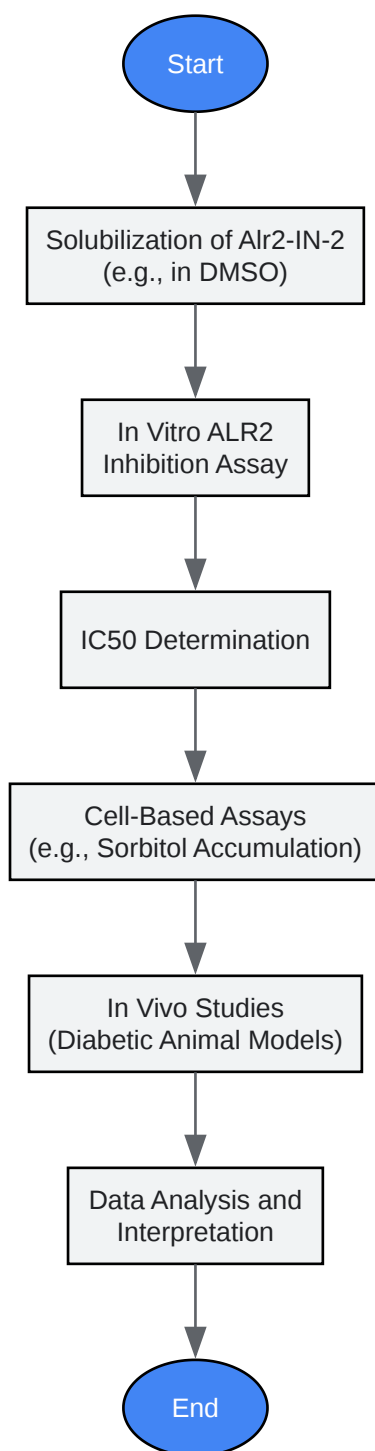 Start
Solubilization of Alr2-IN-2
(e.g., in DMSO)
In Vitro ALR2
Inhibition Assay
IC50 Determination
Cell-Based Assays
(e.g., Sorbitol Accumulation)
In Vivo Studies
(Diabetic Animal Models)
Data Analysis and
Interpretation
End